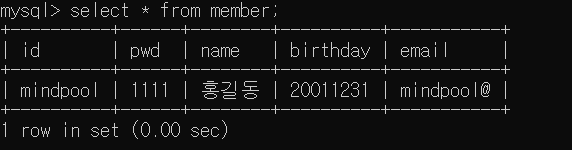 mysql> select * from member;
+----------+------+--------+----------+-----------+
| id       | pwd  | name   | birthday | email     |
+----------+------+--------+----------+-----------+
| mindpool | 1111 | 홍길동 | 20011231 | mindpool@ |
+----------+------+--------+----------+-----------+
1 row in set (0.00 sec)